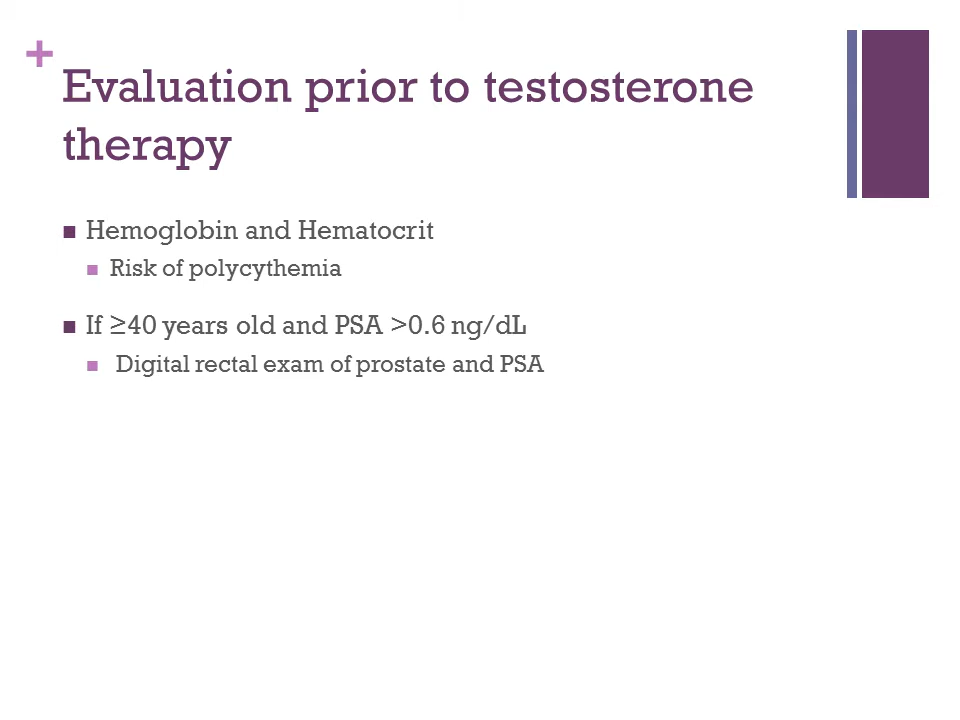 +
Evaluation prior to testosterone
therapy
■ Hemoglobin and Hematocrit
■ Risk of polycythemia
■ If ≥40 years old and PSA >0.6 ng/dL
■ Digital rectal exam of prostate and PSA